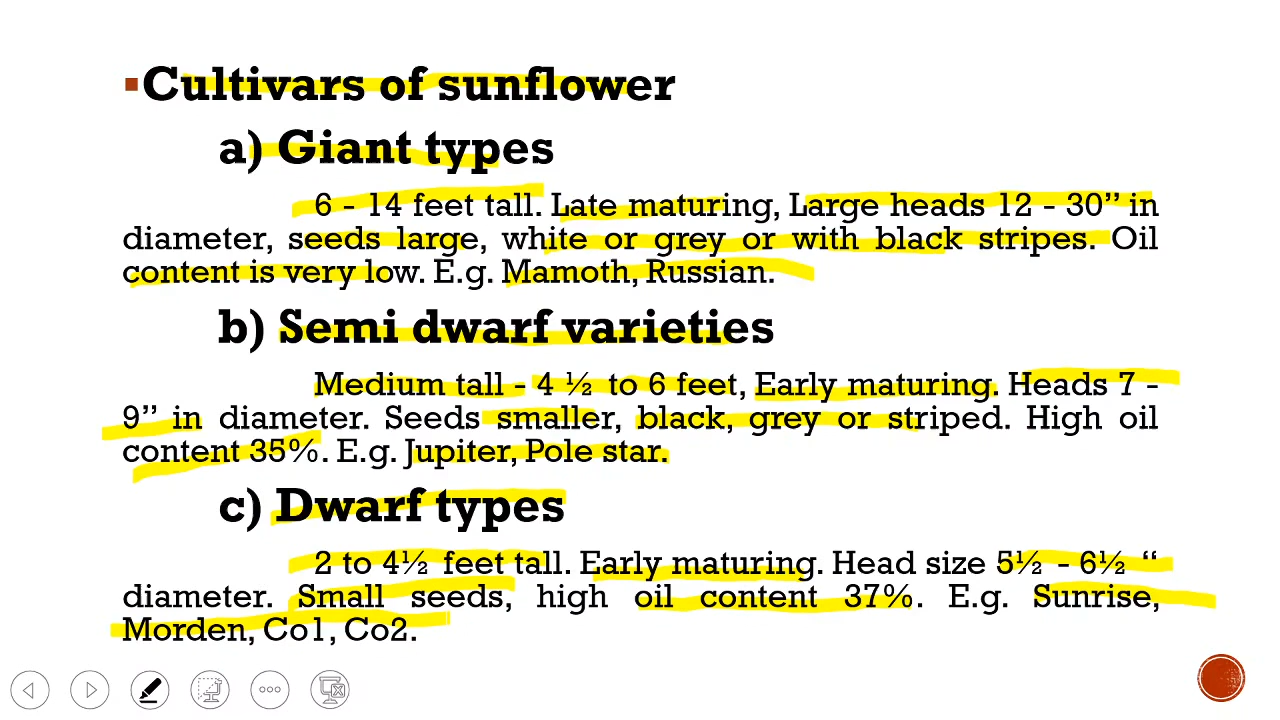 ▪Cultivars of sunflower
a) Giant types
6 - 14 feet tall. Late maturing, Large heads 12 - 30” in
diameter, seeds large, white or grey or with black stripes. Oil
content is very low. E.g. Mamoth, Russian.
b) Semi dwarf varieties
Medium tall - 4 ½ to 6 feet, Early maturing. Heads 7 -
9” in diameter. Seeds smaller, black, grey or striped. High oil
content 35%. E.g. Jupiter, Pole star.
c) Dwarf types
2 to 4½ feet tall. Early maturing. Head size 5½ - 6½ “
diameter. Small seeds, high oil content 37%. E.g. Sunrise,
Morden, Co1, Co2.